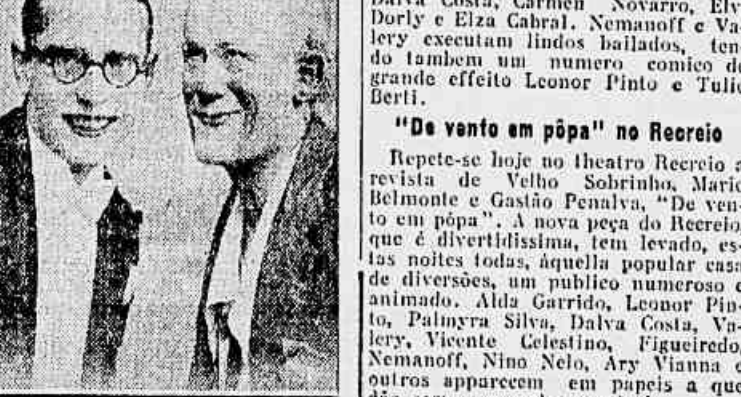 Dalva Costa, Carmen Novarro, Elv
Dorly e Elza Cabral. Nemanoff e Va-
lery executam lindos bailados, ten-
do tambem um numero comico de
grande effeito Leonor Pinto e Tulio
Berti.
"De vento em pôpa" no Recreio
Repete-se hoje no theatro Recreio a
revista de Velho Sobrinho, Mario
Belmonte e Gastão Penalva, "De ven-
to em pôpa". A nova peça do Recreio,
que é divertidissima, tem levado, es-
tas noites todas, áquella popular casa
de diversões, um publico numeroso e
animado. Alda Garrido, Leonor Pin-
to, Palmyra Silva, Dalva Costa, Va-
lery, Vicente Celestino, Figueiredo,
Nemanoff, Nino Nelo, Ary Vianna e
outros apparecem em papeis a que